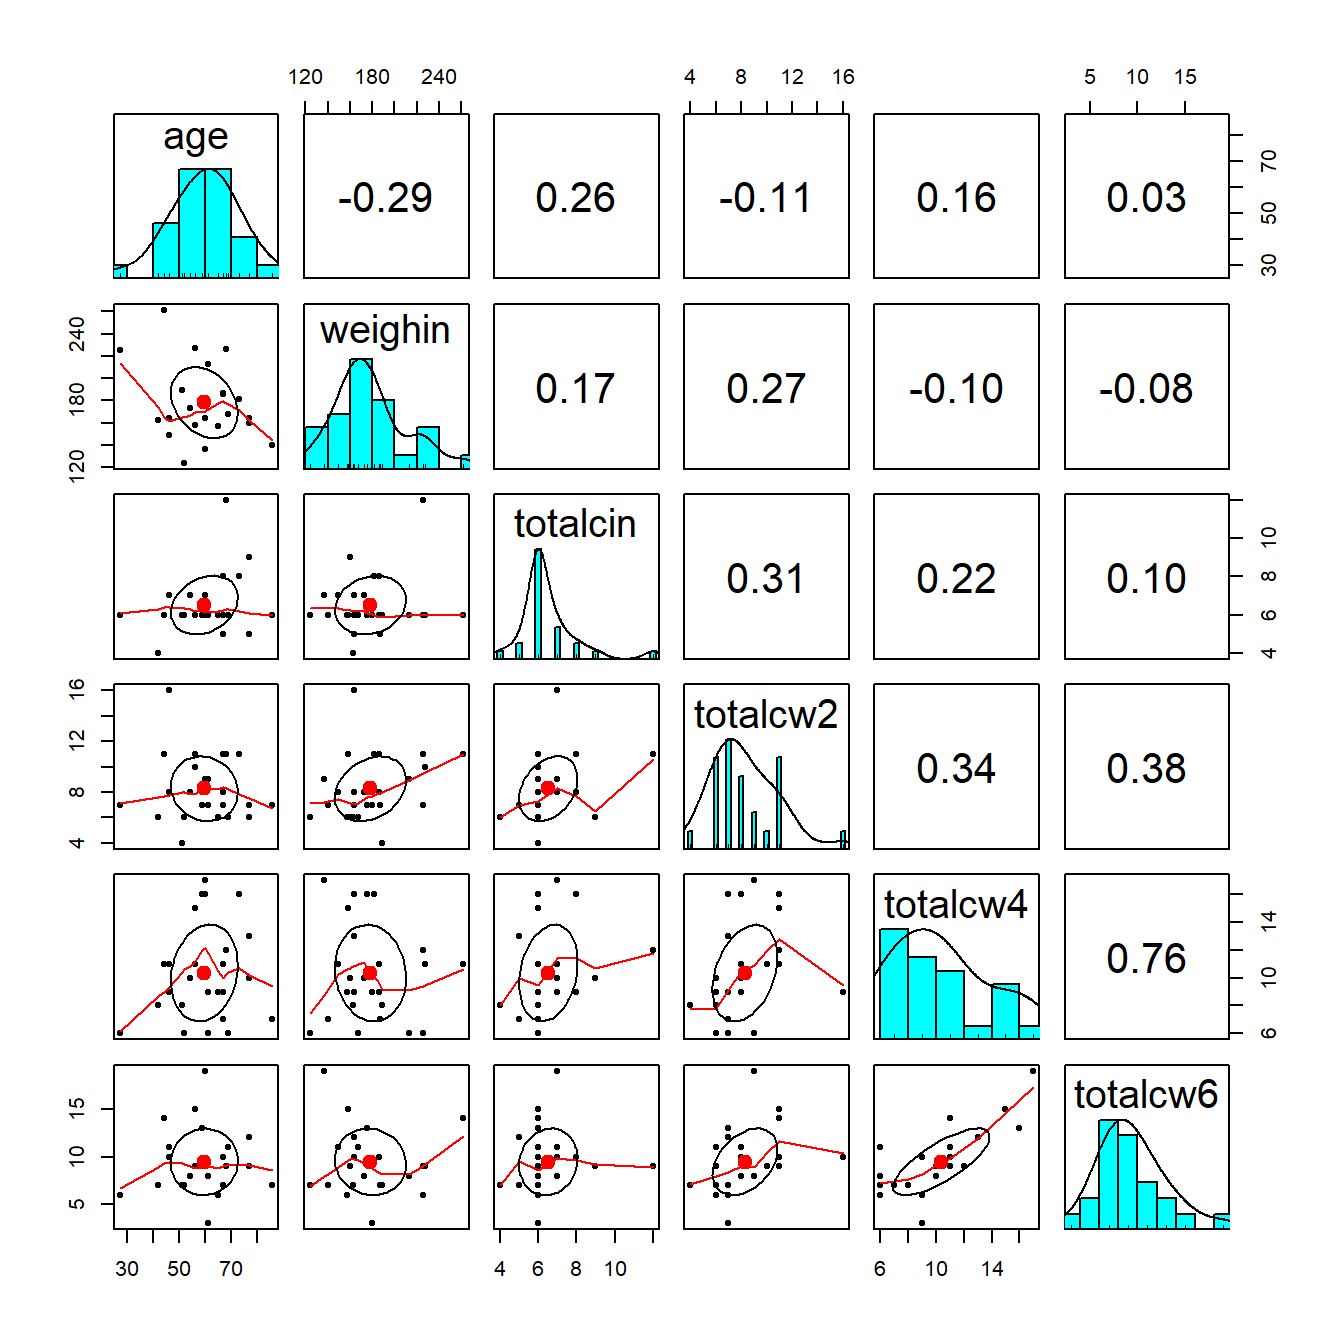 120 180 240 4 8 12 16 5 10 15
age -0.29 0.26 -0.11 0.16 0.03 30 50 70
120 180 240 weighin 0.17 0.27 -0.10 -0.08
totalcin 0.31 0.22 0.10 4 6 8 10
4 8 12 16 totalcw2 0.34 0.38
totalcw4 0.76 6 10 14
5 10 15 totalcw6
30 50 70 4 6 8 10 6 10 14